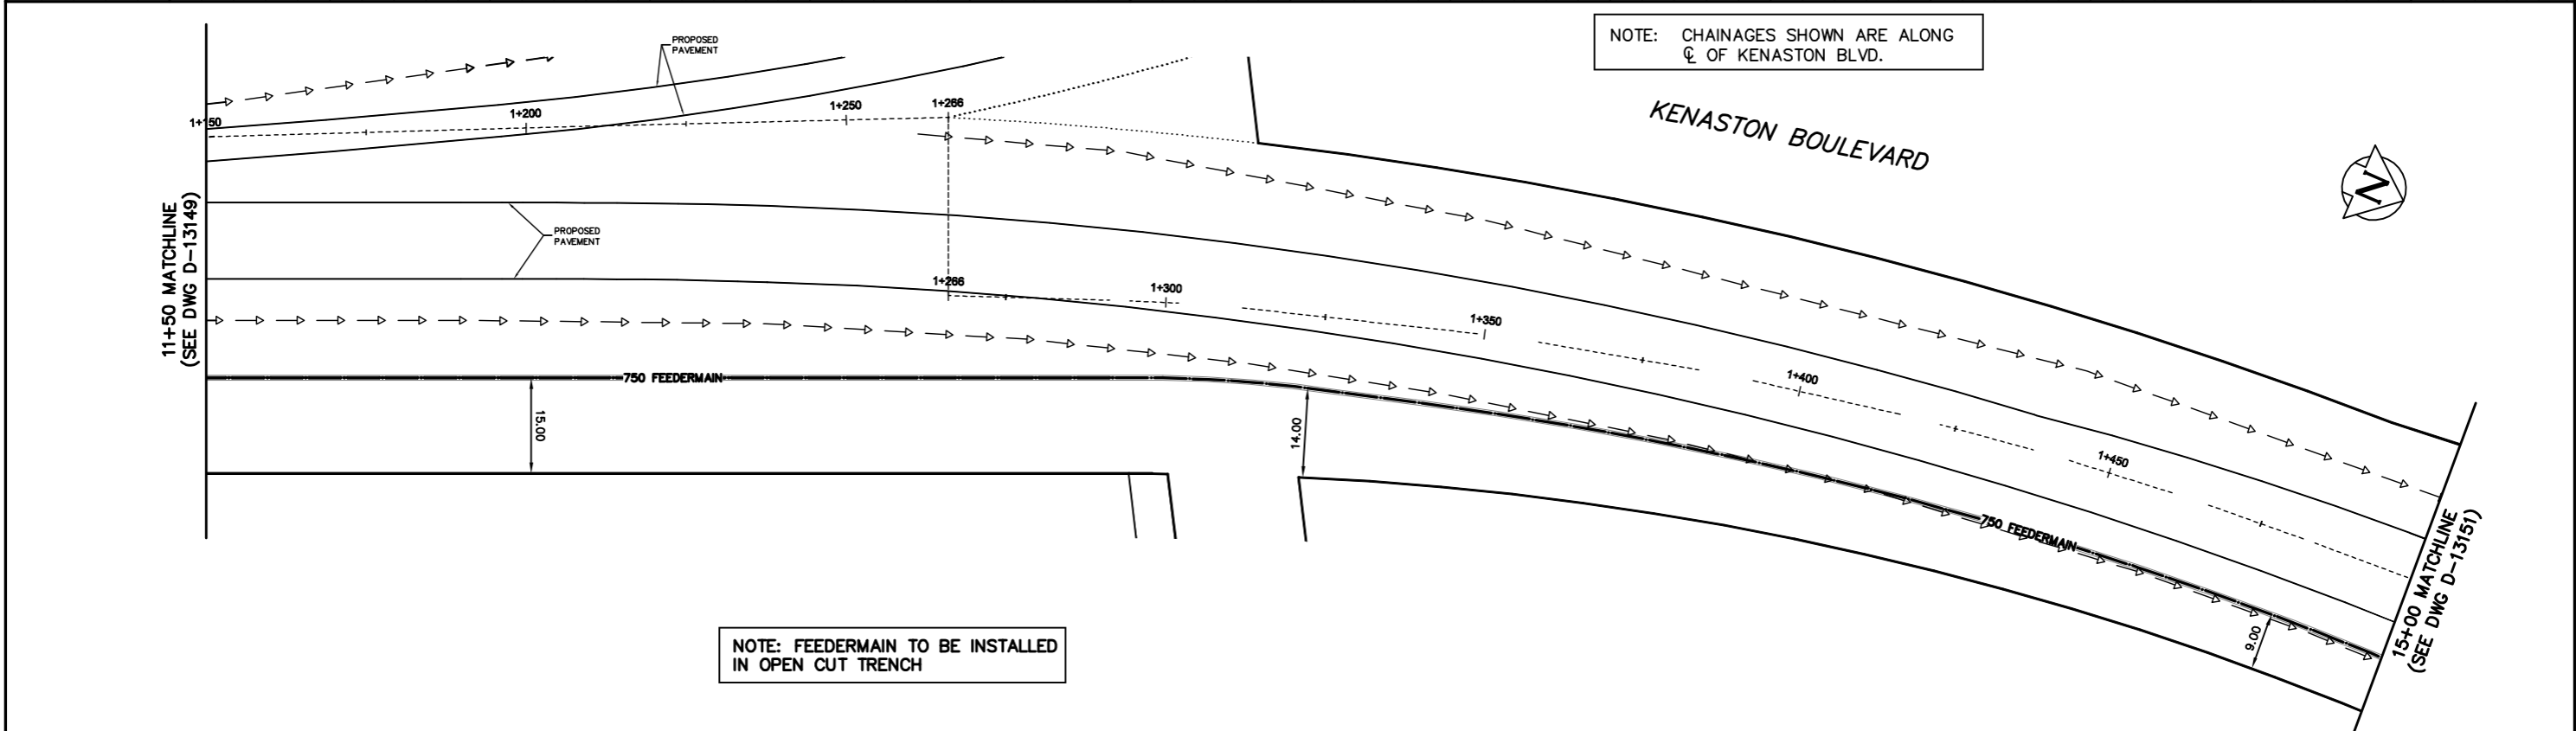 PROPOSED
PAVEMENT
NOTE: CHAINAGES SHOWN ARE ALONG
℄ OF KENASTON BLVD.
KENASTON BOULEVARD
N
1+150
1+200
1+250
1+266
11+50 MATCHLINE
(SEE DWG D-13149)
PROPOSED
PAVEMENT
1+266
1+300
1+350
1+400
1+450
750 FEEDERMAIN
15.00
14.00
750 FEEDERMAIN
9.00
15+00 MATCHLINE
(SEE DWG D-13151)
NOTE: FEEDERMAIN TO BE INSTALLED
IN OPEN CUT TRENCH